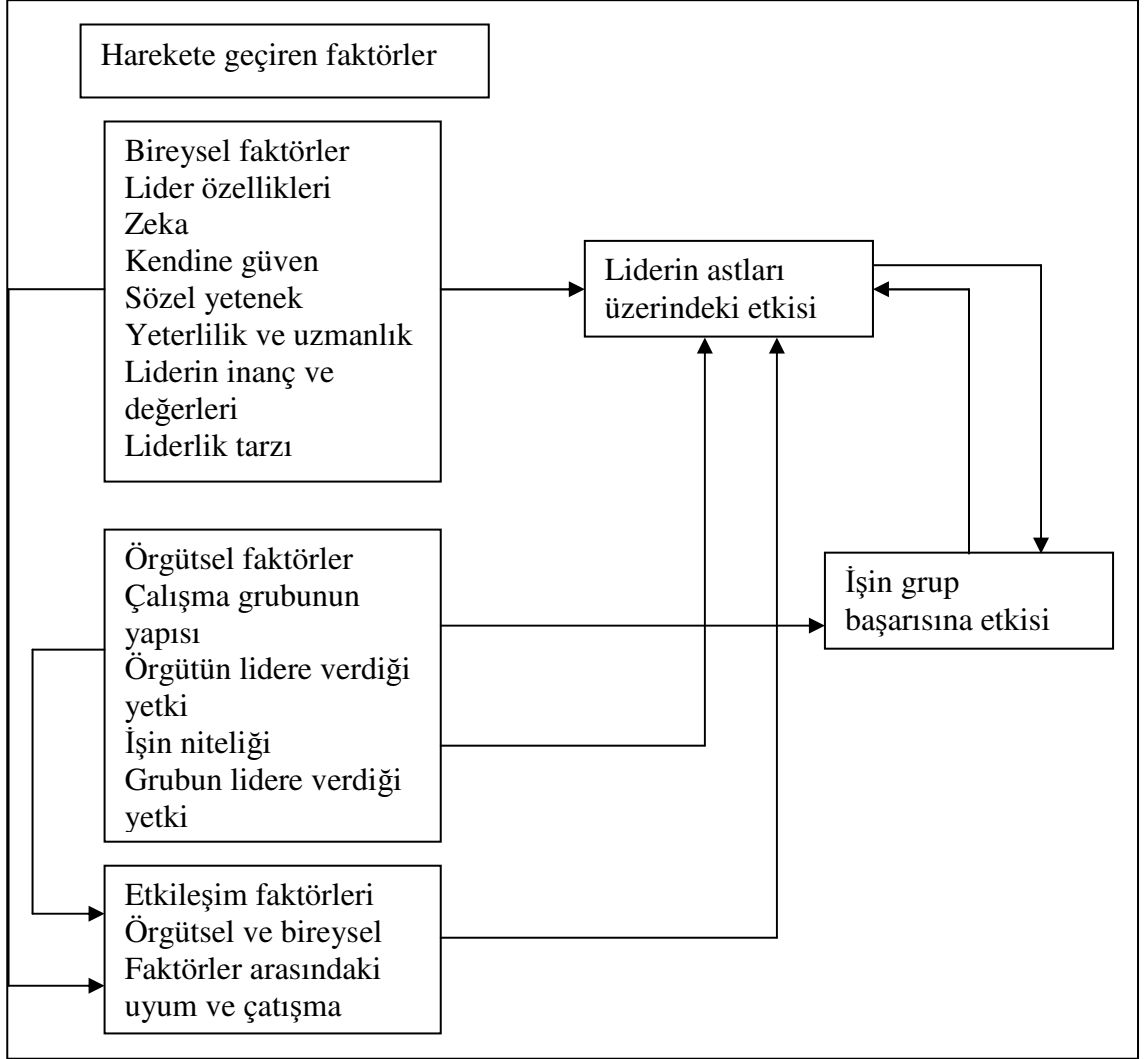 Harekete geçiren faktörler
Bireysel faktörler
Lider özellikleri
Zeka
Kendine güven
Sözel yetenek
Yeterlilik ve uzmanlık
Liderin inanç ve
değerleri
Liderlik tarzı
Liderin astları
üzerindeki etkisi
Örgütsel faktörler
Çalışma grubunun
yapısı
Örgütün lidere verdiği
yetki
İşin niteliği
Grubun lidere verdiği
yetki
İşin grup
başarısına etkisi
Etkileşim faktörleri
Örgütsel ve bireysel
Faktörler arasındaki
uyum ve çatışma